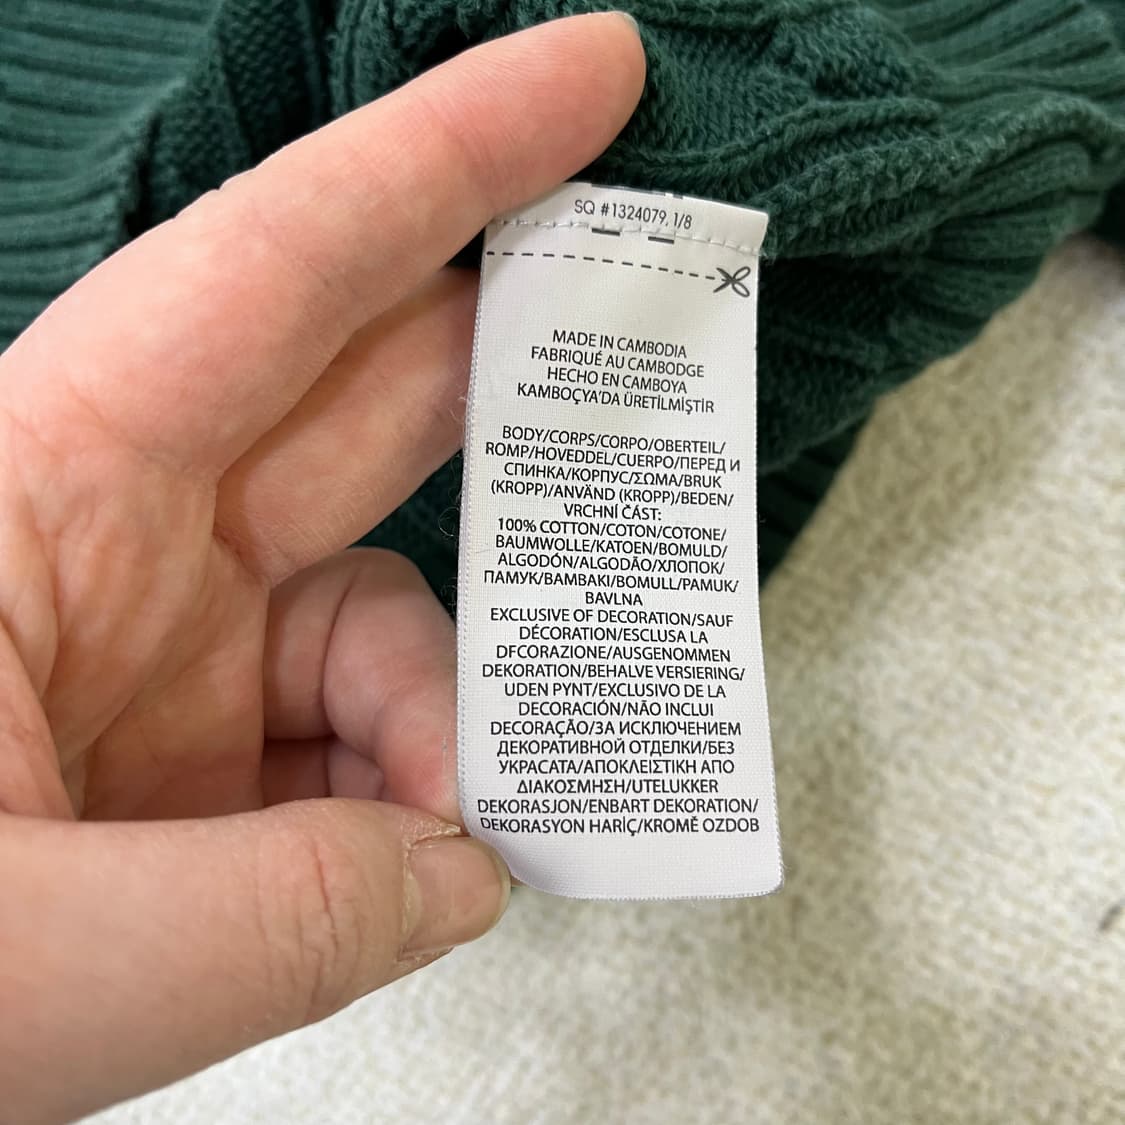 SQ #1324079, 1/8
MADE IN CAMBODIA
FABRIQUÉ AU CAMBODGE
HECHO EN CAMBOYA
KAMBOÇYA'DA ÜRETİLMİŞTİR
BODY/CORPS/CORPO/OBERTEIL/
ROMP/HOVEDDEL/CUERPO/ПЕРЕД И
СПИНКА/КОРПУС/ΣΩΜΑ/BRUK
(KROPP)/ANVÄND (KROPP)/BEDEN/
VRCHNÍ ČÁST:
100% COTTON/COTON/COTONE/
BAUMWOLLE/KATOEN/BOMULD/
ALGODÓN/ALGODÃO/ХЛОПОК/
ПАМУК/BAMBAKI/BOMULL/PAMUK/
BAVLNA
EXCLUSIVE OF DECORATION/SAUF
DÉCORATION/ESCLUSA LA
DFCORAZIONE/AUSGENOMMEN
DEKORATION/BEHALVE VERSIERING/
UDEN PYNT/EXCLUSIVO DE LA
DECORACIÓN/NÃO INCLUI
DECORAÇÃO/ЗА ИСКЛЮЧЕНИЕМ
ДЕКОРАТИВНОЙ ОТДЕЛКИ/БЕЗ
УКРАСАТА/ΑΠΟΚΛΕΙΣΤΙΚΗ ΑΠΟ
ΔΙΑΚΟΣΜΗΣΗ/UTELUKKER
DEKORASJON/ENBART DEKORATION/
DEKORASYON HARİÇ/KROMĚ OZDOB